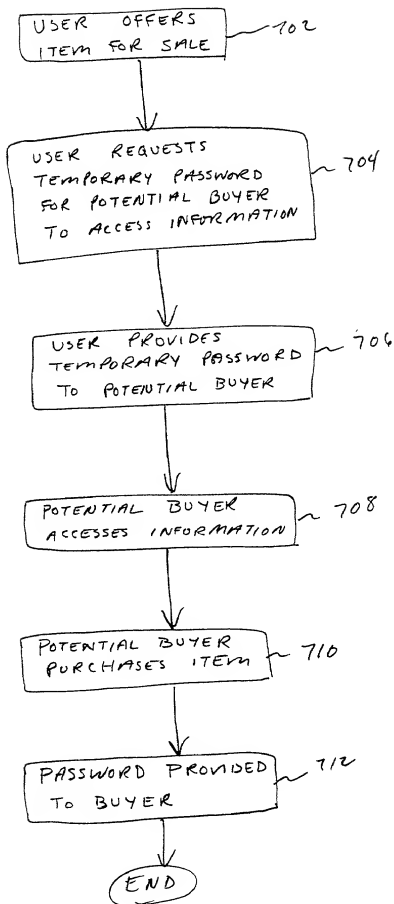 USER OFFERS
ITEM FOR SALE
702
USER REQUESTS
TEMPORARY PASSWORD
FOR POTENTIAL BUYER
TO ACCESS INFORMATION
704
USER PROVIDES
TEMPORARY PASSWORD
TO POTENTIAL BUYER
706
POTENTIAL BUYER
ACCESSES INFORMATION
708
POTENTIAL BUYER
PURCHASES ITEM
710
PASSWORD PROVIDED
TO BUYER
712
END